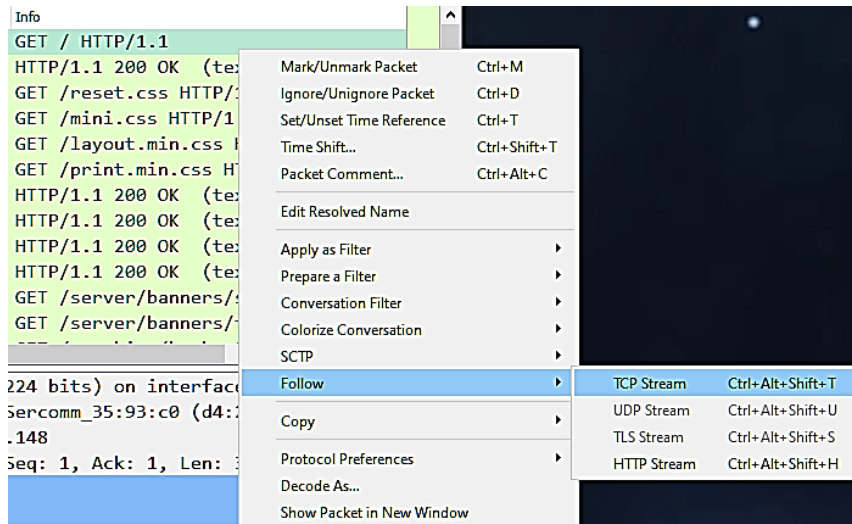 Info
GET / HTTP/1.1
HTTP/1.1 200 OK (te
GET /reset.css HTTP/
GET /mini.css HTTP/1
GET /layout.min.css
GET /print.min.css H
HTTP/1.1 200 OK (te
HTTP/1.1 200 OK (te
HTTP/1.1 200 OK (te
HTTP/1.1 200 OK (te
GET /server/banners/
GET /server/banners/
224 bits) on interfac
Sercomm_35:93:c0 (d4:
.148
Seq: 1, Ack: 1, Len:
Mark/Unmark Packet Ctrl+M
Ignore/Unignore Packet Ctrl+D
Set/Unset Time Reference Ctrl+T
Time Shift... Ctrl+Shift+T
Packet Comment... Ctrl+Alt+C
Edit Resolved Name
Apply as Filter
Prepare a Filter
Conversation Filter
Colorize Conversation
SCTP
Follow
Copy
Protocol Preferences
Decode As...
Show Packet in New Window
TCP Stream Ctrl+Alt+Shift+T
UDP Stream Ctrl+Alt+Shift+U
TLS Stream Ctrl+Alt+Shift+S
HTTP Stream Ctrl+Alt+Shift+H